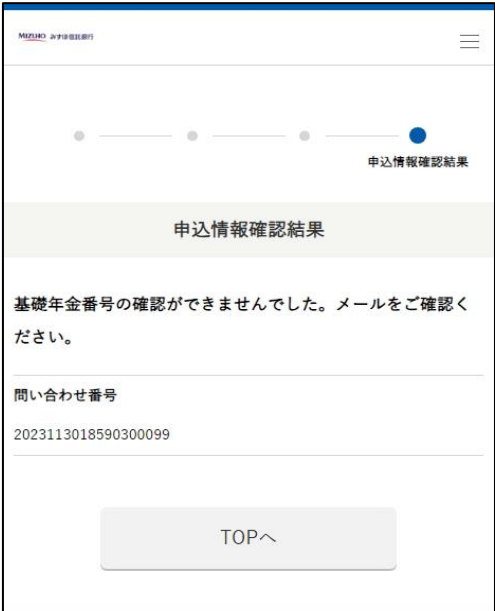 MIZUHO みずほ信託銀行
申込情報確認結果
申込情報確認結果
基礎年金番号の確認ができませんでした。メールをご確認く
ださい。
問い合わせ番号
2023113018590300099
TOPへ